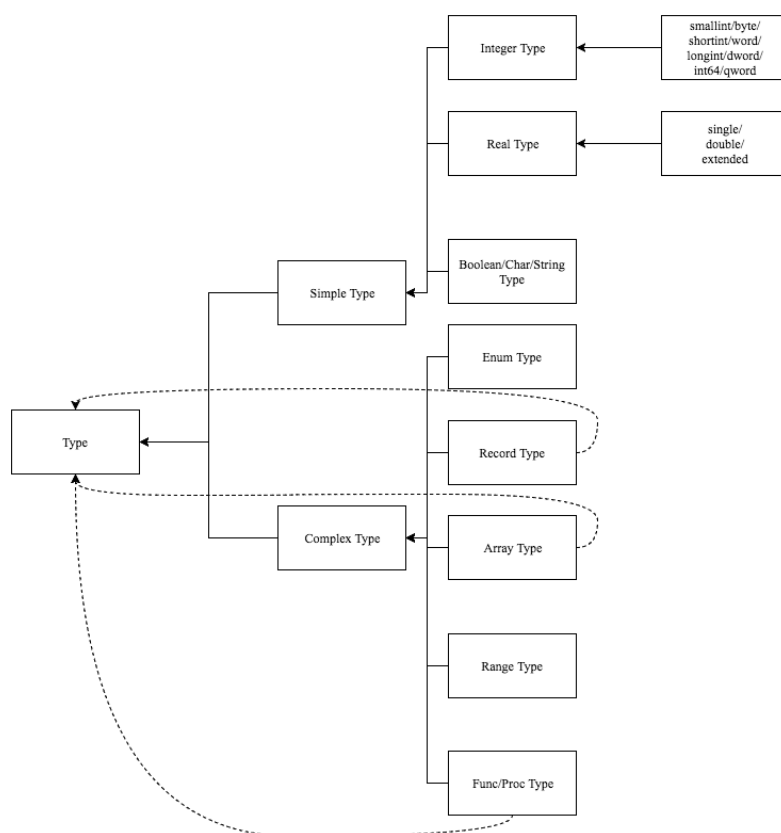 Integer Type
smallint/byte/
shortint/word/
longint/dword/
int64/qword
Real Type
single/
double/
extended
Boolean/Char/String
Type
Simple Type
Enum Type
Type
Record Type
Complex Type
Array Type
Range Type
Func/Proc Type